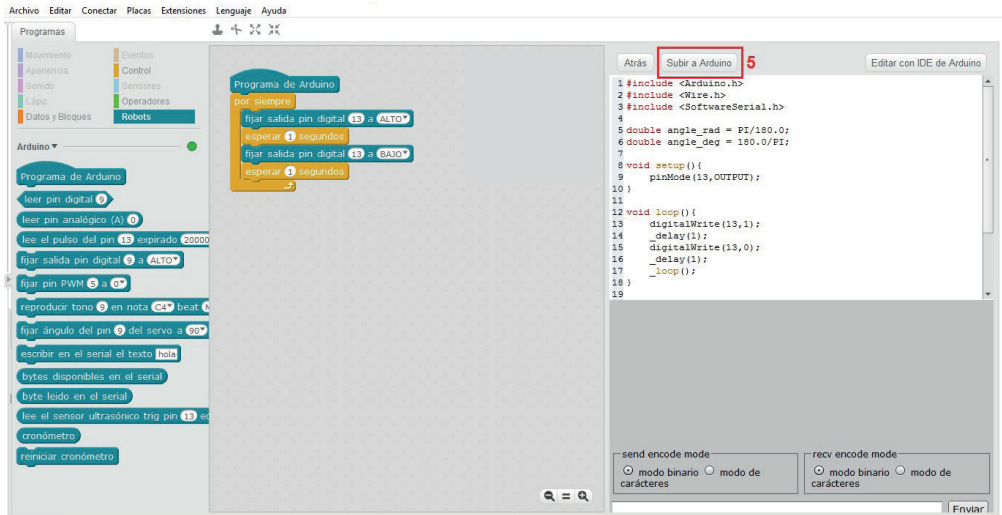 Archivo Editar Conectar Placas Extensiones Lenguaje Ayuda
Programas
Movimiento Eventos
Apariencia Control
Sonido Sensores
Lápiz Operadores
Datos y Bloques Robots
Arduino
Programa de Arduino
leer pin digital 9
leer pin analógico (A) 0
lee el pulso del pin 13 expirado 20000
fijar salida pin digital 9 a ALTO
fijar pin PWM 5 a 0
reproducir tono 9 en nota C4 beat
fijar ángulo del pin 9 del servo a 90
escribir en el serial el texto hola
bytes disponibles en el serial
byte leido en el serial
lee el sensor ultrasónico trig pin 13 ec
cronómetro
reiniciar cronómetro
Programa de Arduino
por siempre
fijar salida pin digital 13 a ALTO
esperar 1 segundos
fijar salida pin digital 13 a BAJO
esperar 1 segundos
Atrás Subir a Arduino 5 Editar con IDE de Arduino
1 #include <Arduino.h>
2 #include <Wire.h>
3 #include <SoftwareSerial.h>
4
5 double angle_rad = PI/180.0;
6 double angle_deg = 180.0/PI;
7
8 void setup(){
9 pinMode(13,OUTPUT);
10 }
11
12 void loop(){
13 digitalWrite(13,1);
14 _delay(1);
15 digitalWrite(13,0);
16 _delay(1);
17 _loop();
18 }
19
send encode mode
modo binario modo de
carácteres
recv encode mode
modo binario modo de
carácteres
Enviar